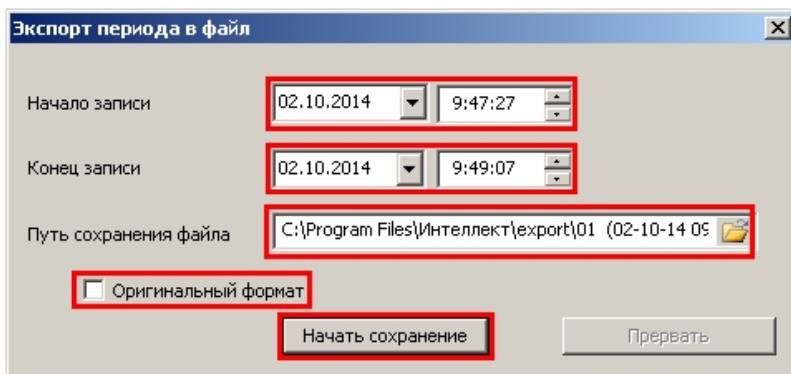 Экспорт периода в файл
Начало записи 02.10.2014 9:47:27
Конец записи 02.10.2014 9:49:07
Путь сохранения файла C:\Program Files\Интеллект\export\01 (02-10-14 09
Оригинальный формат
Начать сохранение Прервать